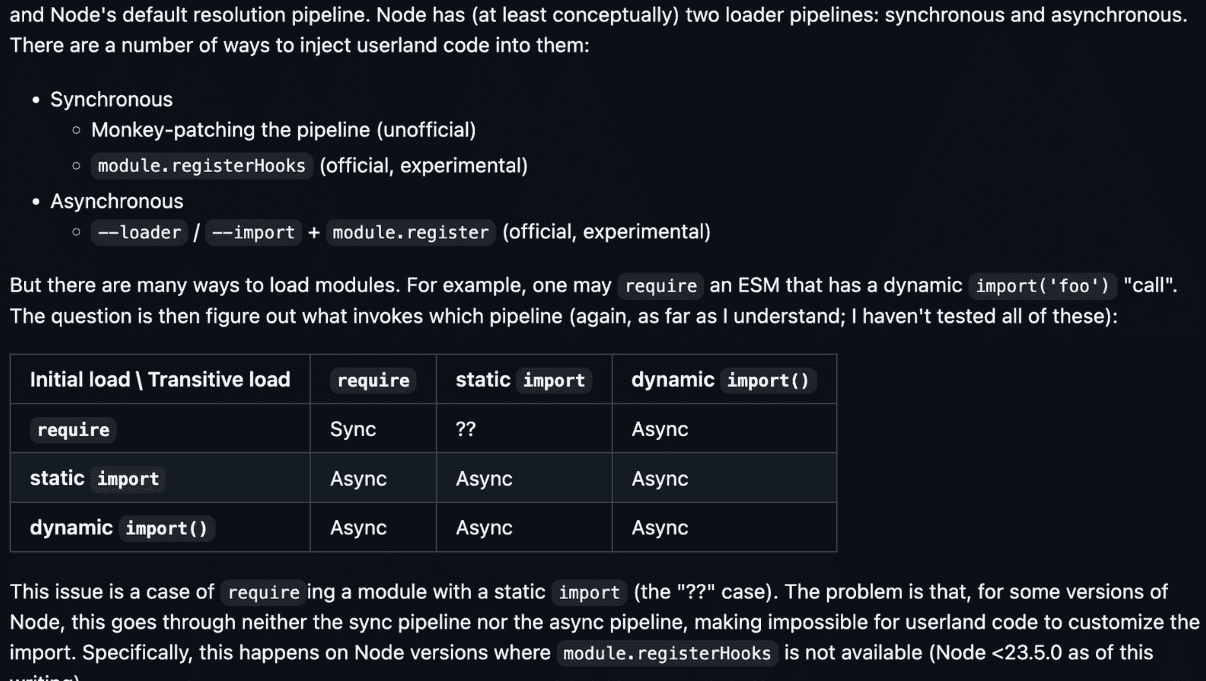 and Node's default resolution pipeline. Node has (at least conceptually) two loader pipelines: synchronous and asynchronous.
There are a number of ways to inject userland code into them:
• Synchronous
◦ Monkey-patching the pipeline (unofficial)
◦ module.registerHooks (official, experimental)
• Asynchronous
◦ --loader / --import + module.register (official, experimental)
But there are many ways to load modules. For example, one may require an ESM that has a dynamic import('foo') "call".
The question is then figure out what invokes which pipeline (again, as far as I understand; I haven't tested all of these):
Initial load \ Transitive load require static import dynamic import()
require Sync ?? Async
static import Async Async Async
dynamic import() Async Async Async
This issue is a case of requireing a module with a static import (the "??" case). The problem is that, for some versions of
Node, this goes through neither the sync pipeline nor the async pipeline, making impossible for userland code to customize the
import. Specifically, this happens on Node versions where module.registerHooks is not available (Node <23.5.0 as of this
writing)